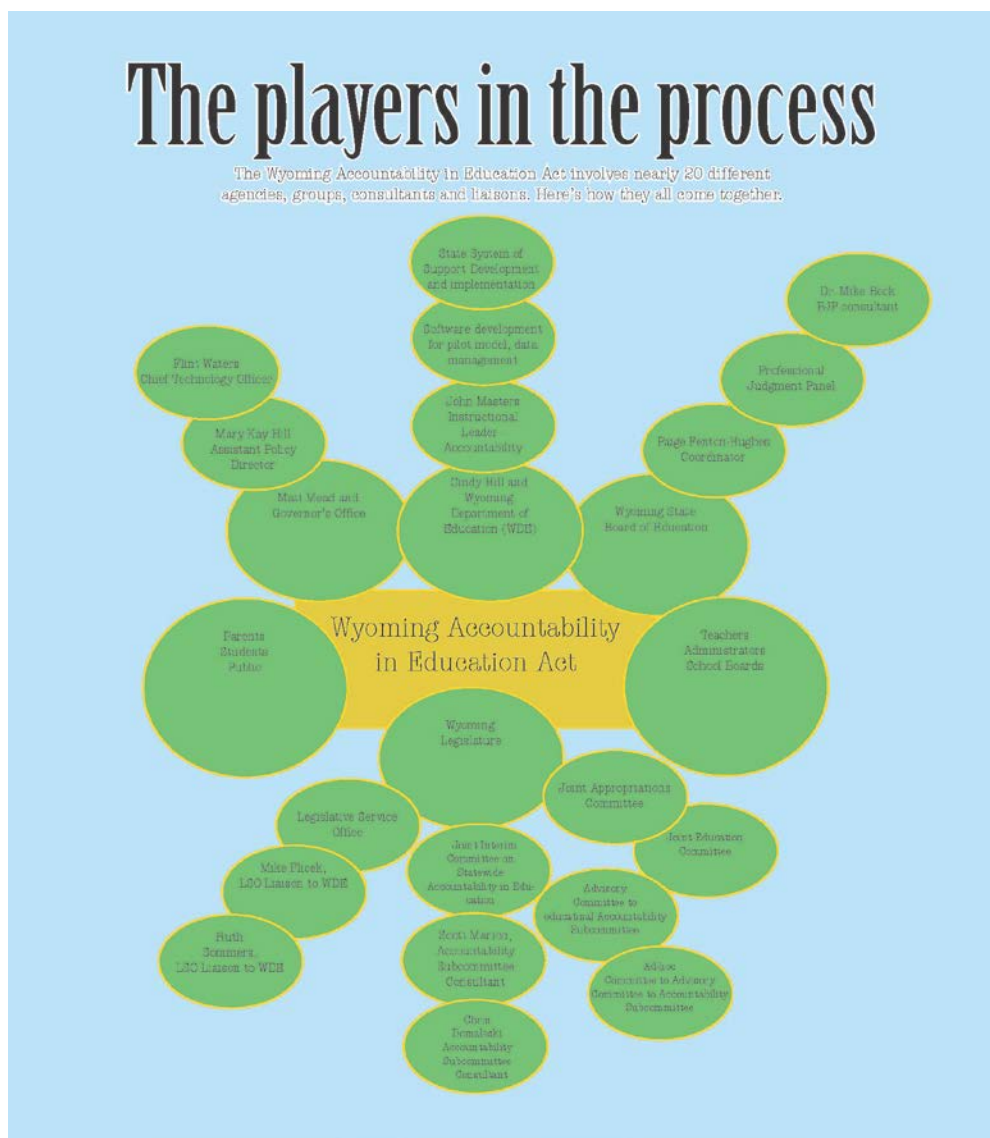 The players in the process
The Wyoming Accountability in Education Act involves nearly 20 different
agencies, groups, consultants and liaisons. Here's how they all come together.
State System of
Support Development
and implementation
Software development
for pilot model, data
management
John Masters
Instructional
Leader
Accountability
Cindy Hill and
Wyoming
Department of
Education (WDE)
Flint Waters
Chief Technology Officer
Mary Kay Hill
Assistant Policy
Director
Matt Mead and
Governor's Office
Dr. Mike Beck
PJP consultant
Professional
Judgment Panel
Paige Fenton-Hughes
Coordinator
Wyoming State
Board of Education
Parents
Students
Public
Wyoming Accountability
in Education Act
Teachers
Administrators
School Boards
Wyoming
Legislature
Legislative Service
Office
Mike Flicek,
LSO Liaison to WDE
Ruth
Sommers,
LSO Liaison to WDE
Joint Interim
Committee on
Statewide
Accountability in Edu-
cation
Scott Marion,
Accountability
Subcommittee
Consultant
Chris
Domaleski
Accountability
Subcommittee
Consultant
Joint Appropriations
Committee
Joint Education
Committee
Advisory
Committee to
educational Accountability
Subcommittee
Ad-hoc
Committee to Advisory
Committee to Accountability
Subcommittee